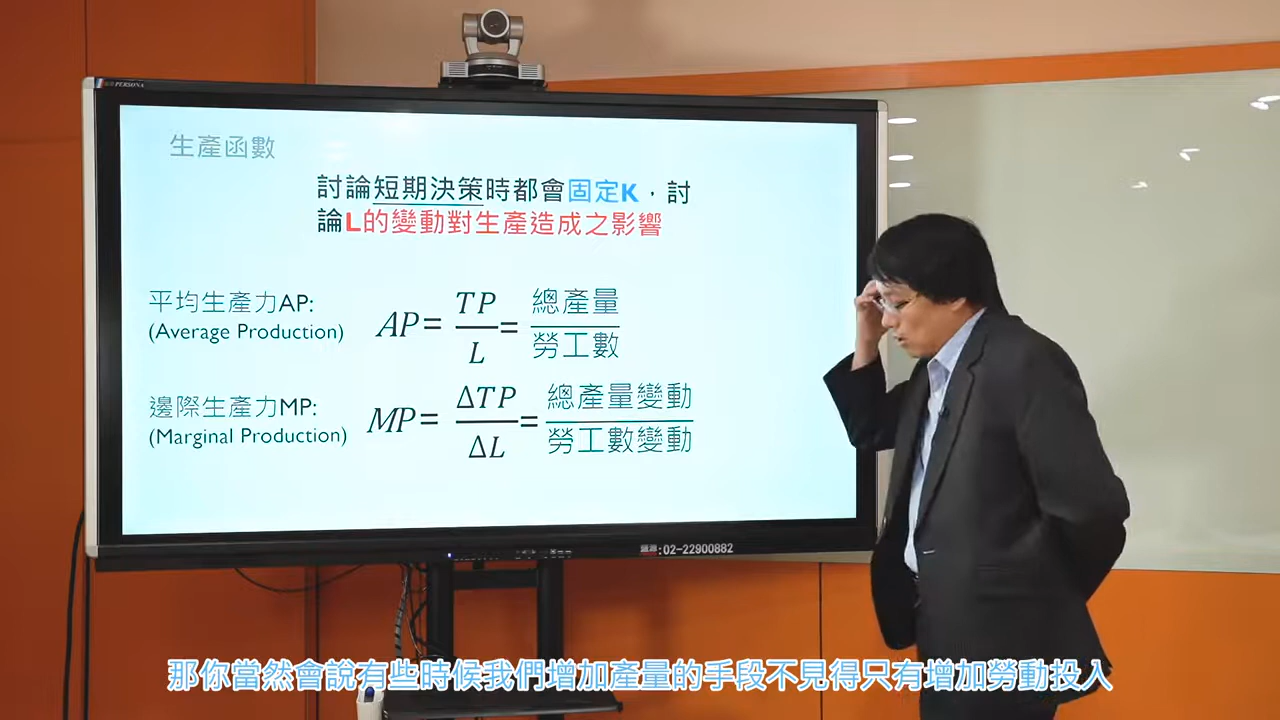 PERSONA
生產函數
討論短期決策時都會固定K，討
論L的變動對生產造成之影響
平均生產力AP:
(Average Production)
AP = TP/L = 總產量/勞工數
邊際生產力MP:
(Marginal Production)
MP = ΔTP/ΔL = 總產量變動/勞工數變動
:02-22900882
那你當然會說有些時候我們增加產量的手段不見得只有增加勞動投入